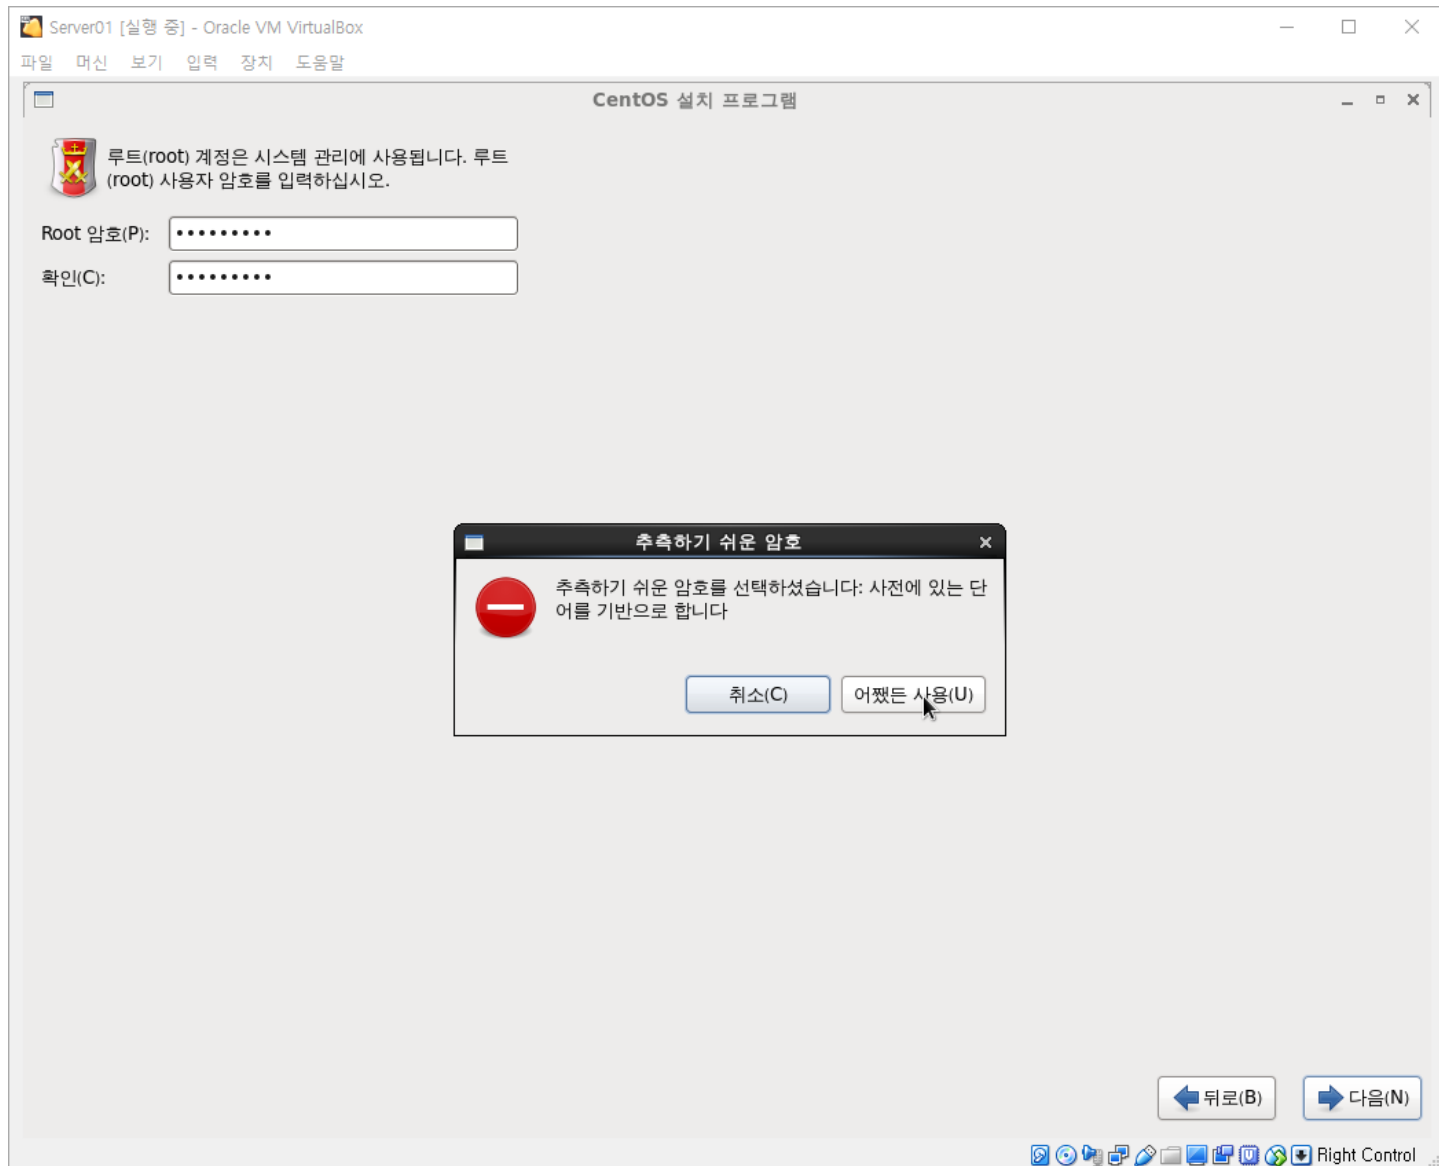 Server01 [실행 중] - Oracle VM VirtualBox
파일 머신 보기 입력 장치 도움말
CentOS 설치 프로그램
루트(root) 계정은 시스템 관리에 사용됩니다. 루트
(root) 사용자 암호를 입력하십시오.
Root 암호(P): •••••••••
확인(C): •••••••••
추측하기 쉬운 암호
추측하기 쉬운 암호를 선택하셨습니다: 사전에 있는 단
어를 기반으로 합니다
취소(C) 어쨌든 사용(U)
뒤로(B) 다음(N)
Right Control